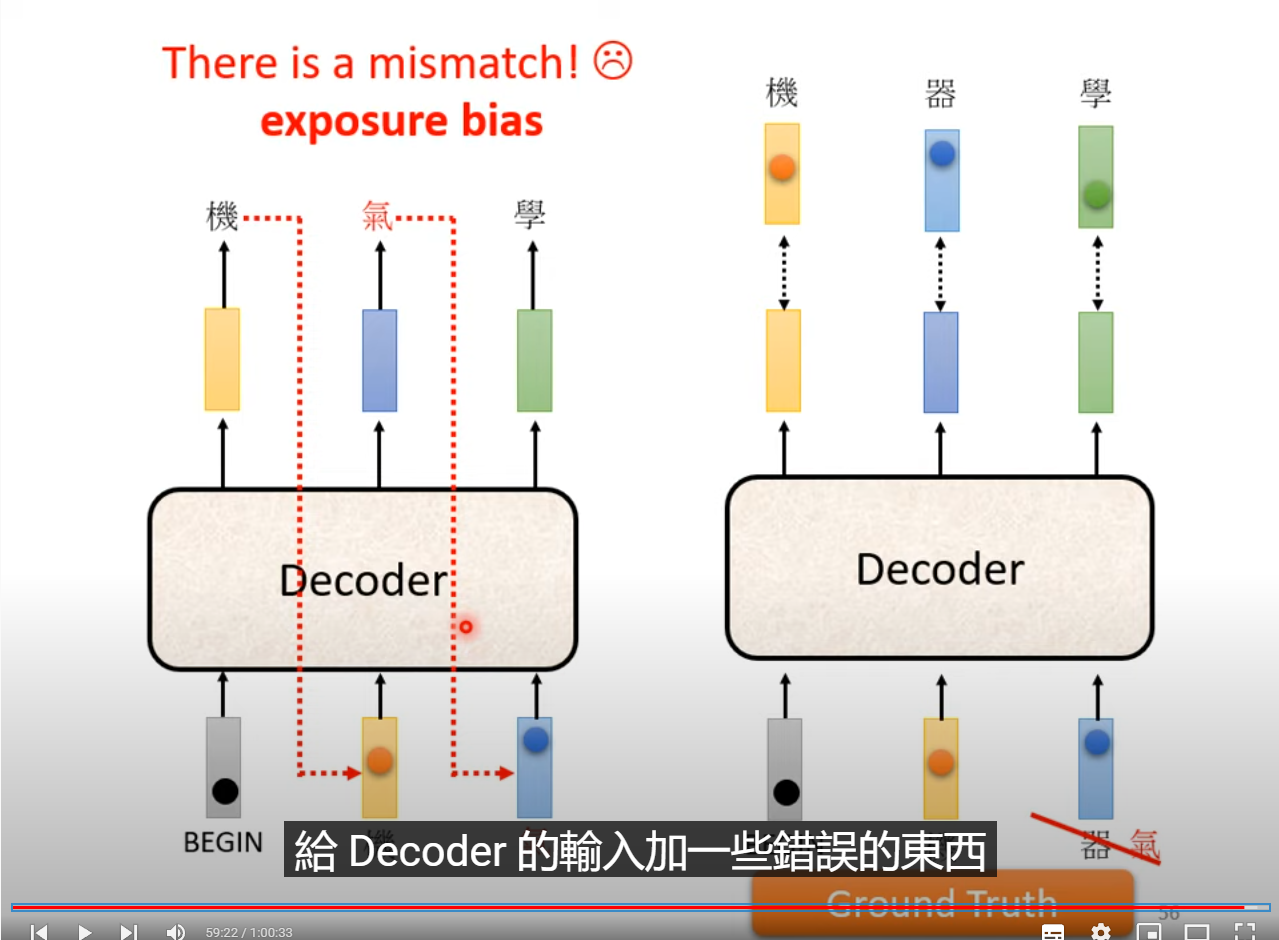 There is a mismatch! ☹
exposure bias
機 氣 學
Decoder
BEGIN
機 器 學
Decoder
器 氣
Ground Truth
56
給 Decoder 的輸入加一些錯誤的東西
59:22 / 1:00:33